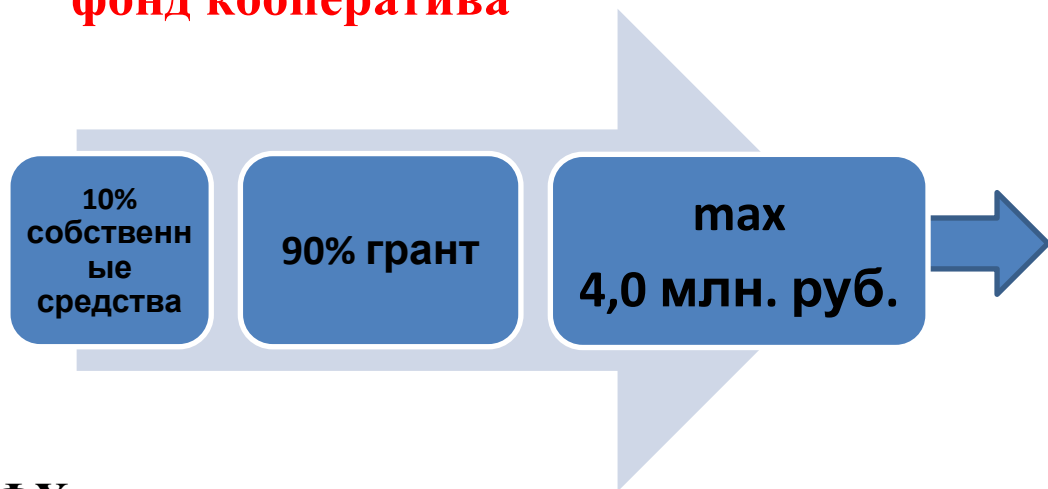 фонд кооператива
10%
собственн
ые
средства
90% грант
max
4,0 млн. руб.